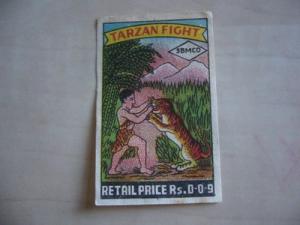 TARZAN FIGHT
SBMCO
RETAIL PRICE Rs. 0-0-9